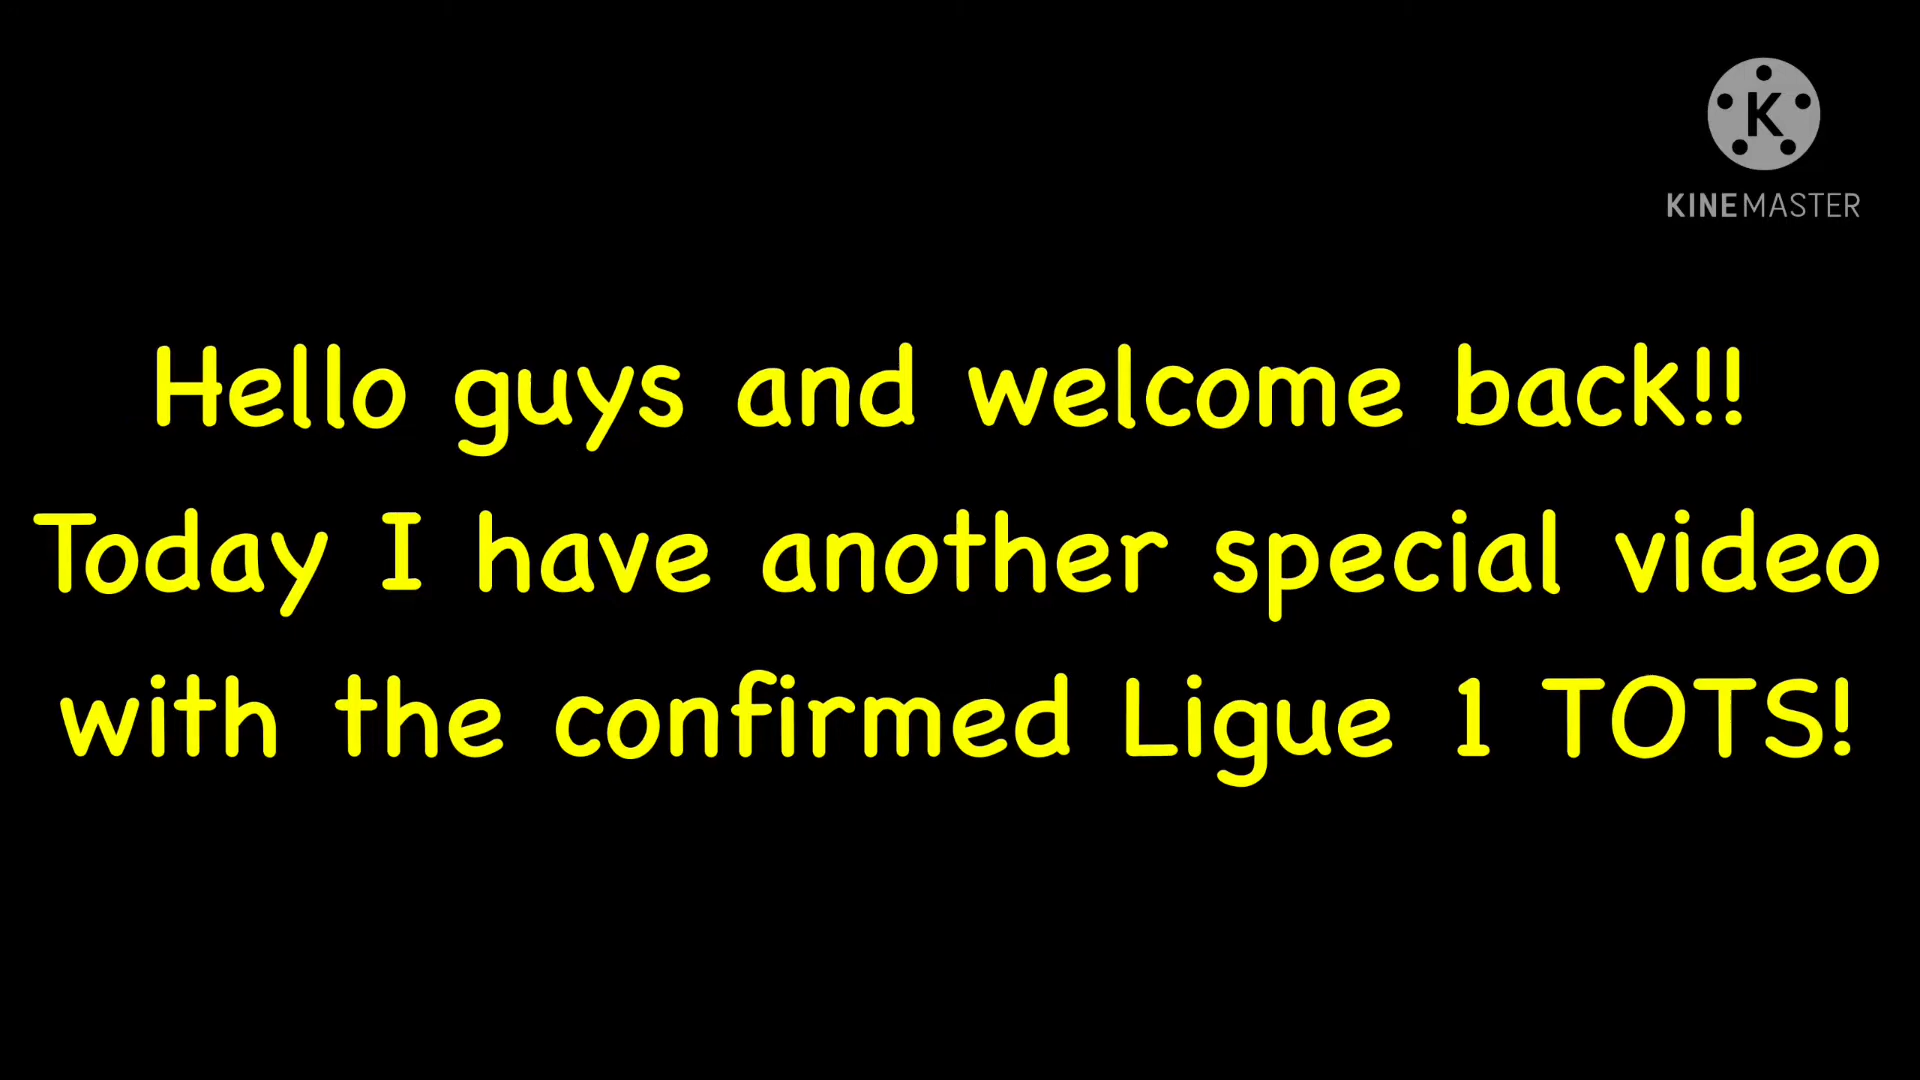 K
KINEMASTER
Hello guys and welcome back!!
Today I have another special video
with the confirmed Ligue 1 TOTS!